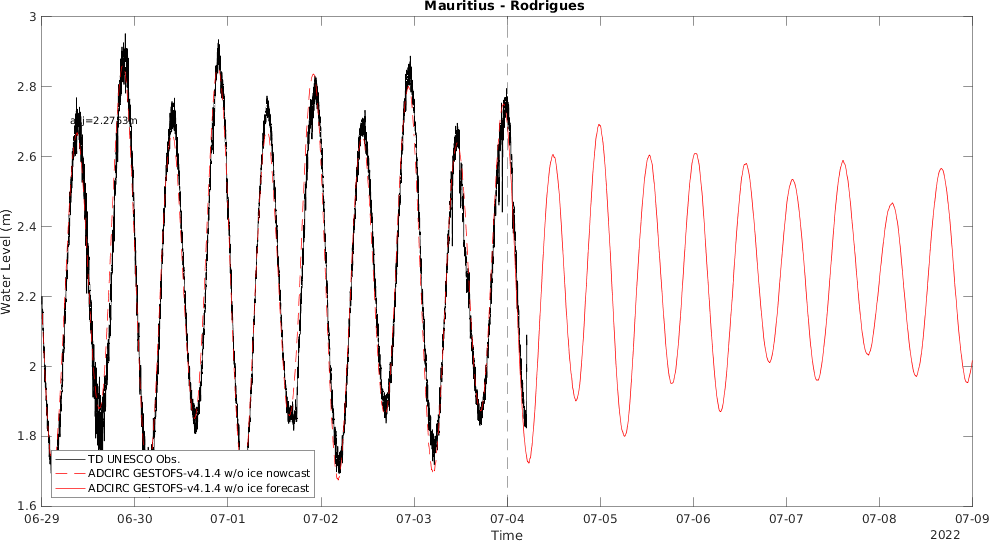 Mauritius - Rodrigues
3
2.8
adj=2.2753m
2.6
2.4
Water Level (m)
2.2
2
1.8
TD UNESCO Obs.
ADCIRC GESTOFS-v4.1.4 w/o ice nowcast
ADCIRC GESTOFS-v4.1.4 w/o ice forecast
1.6
06-29 06-30 07-01 07-02 07-03 07-04 07-05 07-06 07-07 07-08 07-09
Time
2022